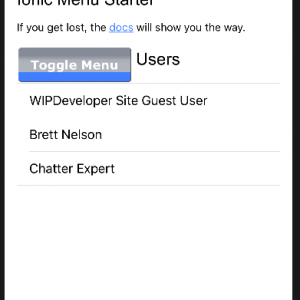 Ionic Menu Starter
If you get lost, the docs will show you the way.
Toggle Menu Users
WIPDeveloper Site Guest User
Brett Nelson
Chatter Expert